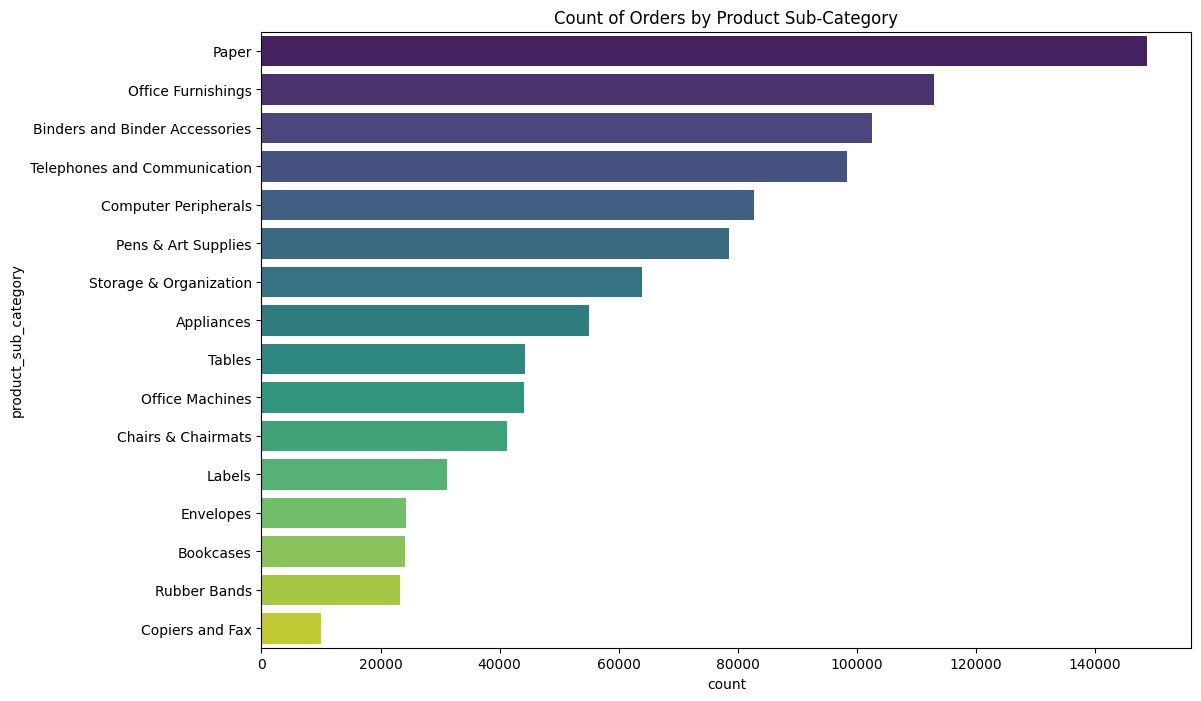 Count of Orders by Product Sub-Category
product_sub_category
Paper
Office Furnishings
Binders and Binder Accessories
Telephones and Communication
Computer Peripherals
Pens & Art Supplies
Storage & Organization
Appliances
Tables
Office Machines
Chairs & Chairmats
Labels
Envelopes
Bookcases
Rubber Bands
Copiers and Fax
0 20000 40000 60000 80000 100000 120000 140000
count